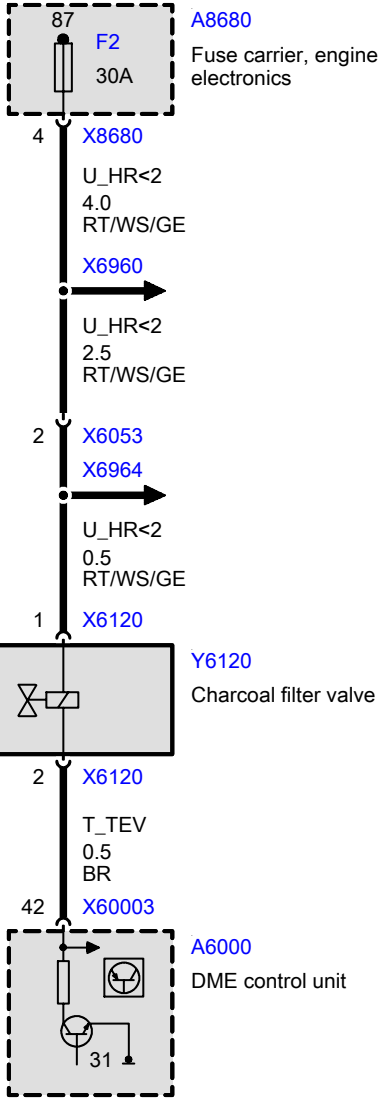 87
F2
30A
A8680
Fuse carrier, engine
electronics
4 X8680
U_HR<2
4.0
RT/WS/GE
X6960
U_HR<2
2.5
RT/WS/GE
2 X6053
X6964
U_HR<2
0.5
RT/WS/GE
1 X6120
Y6120
Charcoal filter valve
2 X6120
T_TEV
0.5
BR
42 X60003
A6000
DME control unit
31